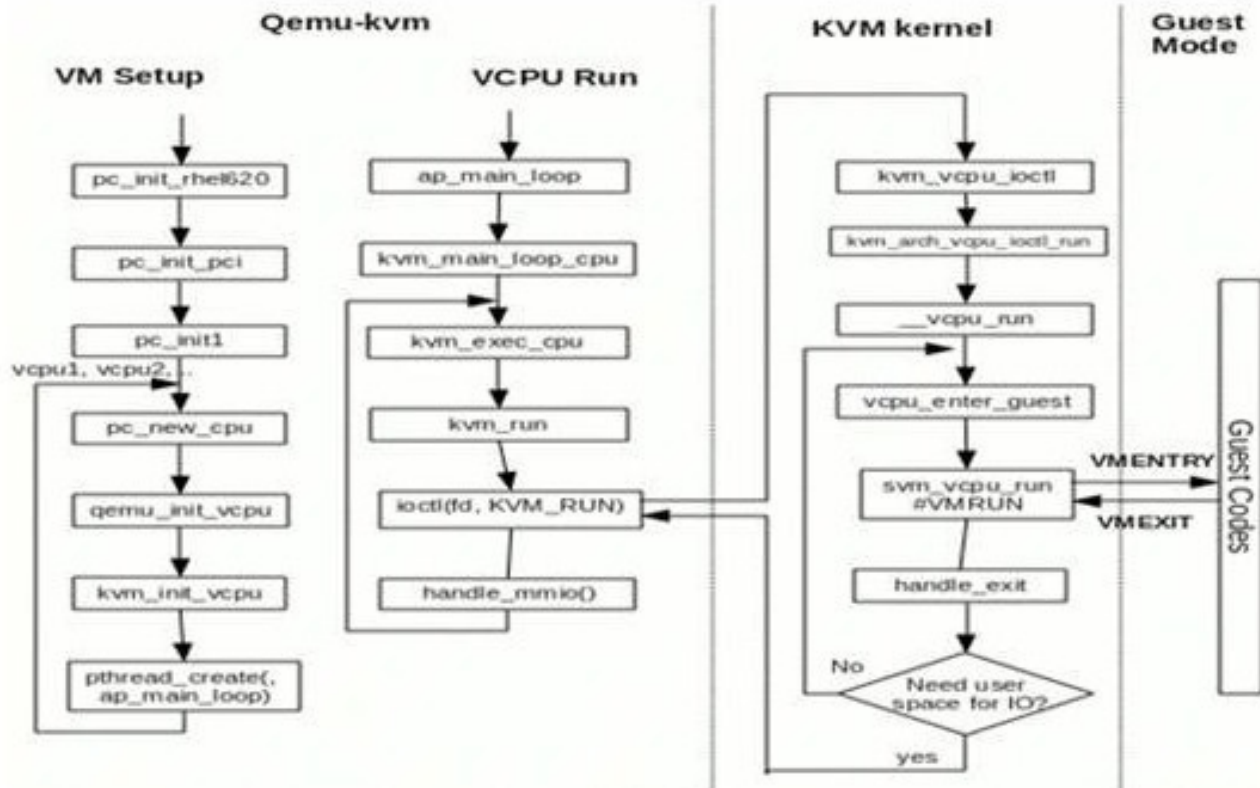 Qemu-kvm
KVM kernel
Guest
Mode
VM Setup
VCPU Run
pc_init_rhel620
pc_init_pci
pc_init1
vcpu1, vcpu2,..
pc_new_cpu
qemu_init_vcpu
kvm_init_vcpu
pthread_create(,
ap_main_loop)
ap_main_loop
kvm_main_loop_cpu
kvm_exec_cpu
kvm_run
ioctl(fd, KVM_RUN)
handle_mmio()
kvm_vcpu_ioctl
kvm_arch_vcpu_ioctl_run
__vcpu_run
vcpu_enter_guest
svm_vcpu_run
#VMRUN
handle_exit
No
Need user
space for IO?
yes
VMENTRY
VMEXIT
Guest Codes